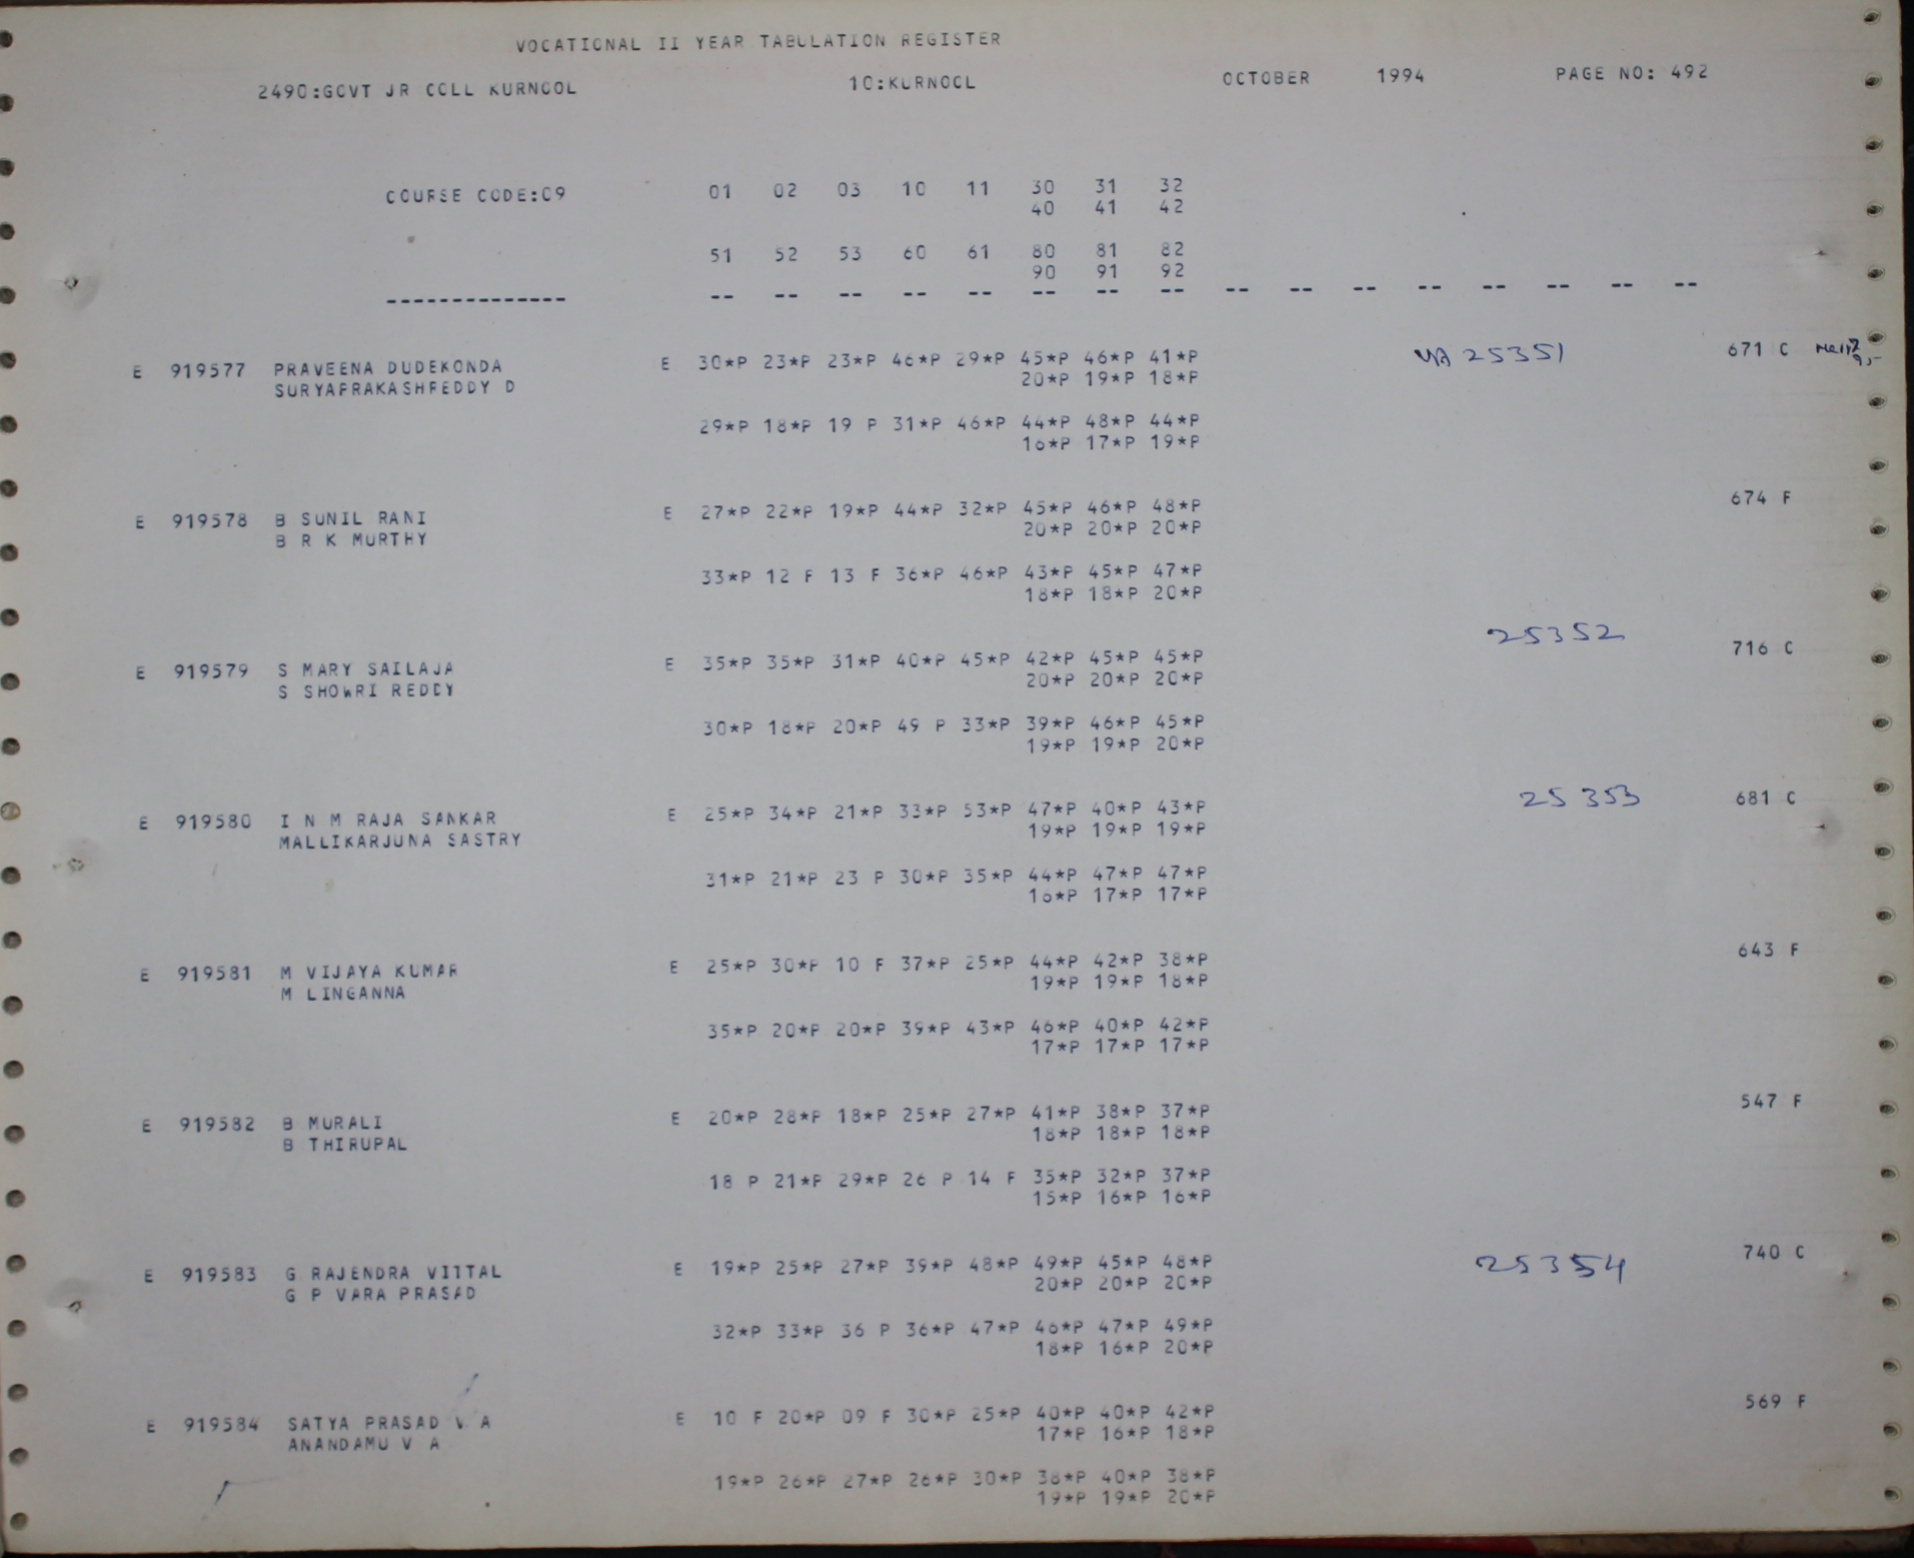 VOCATIONAL II YEAR TABULATION REGISTER
2490:GOVT JR COLL KURNOOL 10:KURNOOL OCTOBER 1994 PAGE NO: 492
COURSE CODE:09 01 02 03 10 11 30 31 32
40 41 42
51 52 53 60 61 80 81 82
90 91 92
-------------- -- -- -- -- -- -- -- -- -- -- -- -- -- -- -- --
E 919577 PRAVEENA DUDEKONDA E 30*P 23*P 23*P 46*P 29*P 45*P 46*P 41*P 25351 671 C
SURYAPRAKASHREDDY D 20*P 19*P 18*P
29*P 18*P 19 P 31*P 46*P 44*P 48*P 44*P
16*P 17*P 19*P
E 919578 B SUNIL RANI E 27*P 22*P 19*P 44*P 32*P 45*P 46*P 48*P 674 F
B R K MURTHY 20*P 20*P 20*P
33*P 12 F 13 F 36*P 46*P 43*P 45*P 47*P
18*P 18*P 20*P
25352
E 919579 S MARY SAILAJA E 35*P 35*P 31*P 40*P 45*P 42*P 45*P 45*P 716 C
S SHOWRI REDDY 20*P 20*P 20*P
30*P 18*P 20*P 49 P 33*P 39*P 46*P 45*P
19*P 19*P 20*P
E 919580 I N M RAJA SANKAR E 25*P 34*P 21*P 33*P 53*P 47*P 40*P 43*P 25353 681 C
MALLIKARJUNA SASTRY 19*P 19*P 19*P
31*P 21*P 23 P 30*P 35*P 44*P 47*P 47*P
16*P 17*P 17*P
E 919581 M VIJAYA KUMAR E 25*P 30*P 10 F 37*P 25*P 44*P 42*P 38*P 643 F
M LINGANNA 19*P 19*P 18*P
35*P 20*P 20*P 39*P 43*P 46*P 40*P 42*P
17*P 17*P 17*P
E 919582 B MURALI E 20*P 28*P 18*P 25*P 27*P 41*P 38*P 37*P 547 F
B THIRUPAL 18*P 18*P 18*P
18 P 21*P 29*P 26 P 14 F 35*P 32*P 37*P
15*P 16*P 16*P
E 919583 G RAJENDRA VITTAL E 19*P 25*P 27*P 39*P 48*P 49*P 45*P 48*P 25354 740 C
G P VARA PRASAD 20*P 20*P 20*P
32*P 33*P 36 P 36*P 47*P 46*P 47*P 49*P
18*P 16*P 20*P
E 919584 SATYA PRASAD V A E 10 F 20*P 09 F 30*P 25*P 40*P 40*P 42*P 569 F
ANANDAMU V A 17*P 16*P 18*P
19*P 26*P 27*P 26*P 30*P 38*P 40*P 38*P
19*P 19*P 20*P